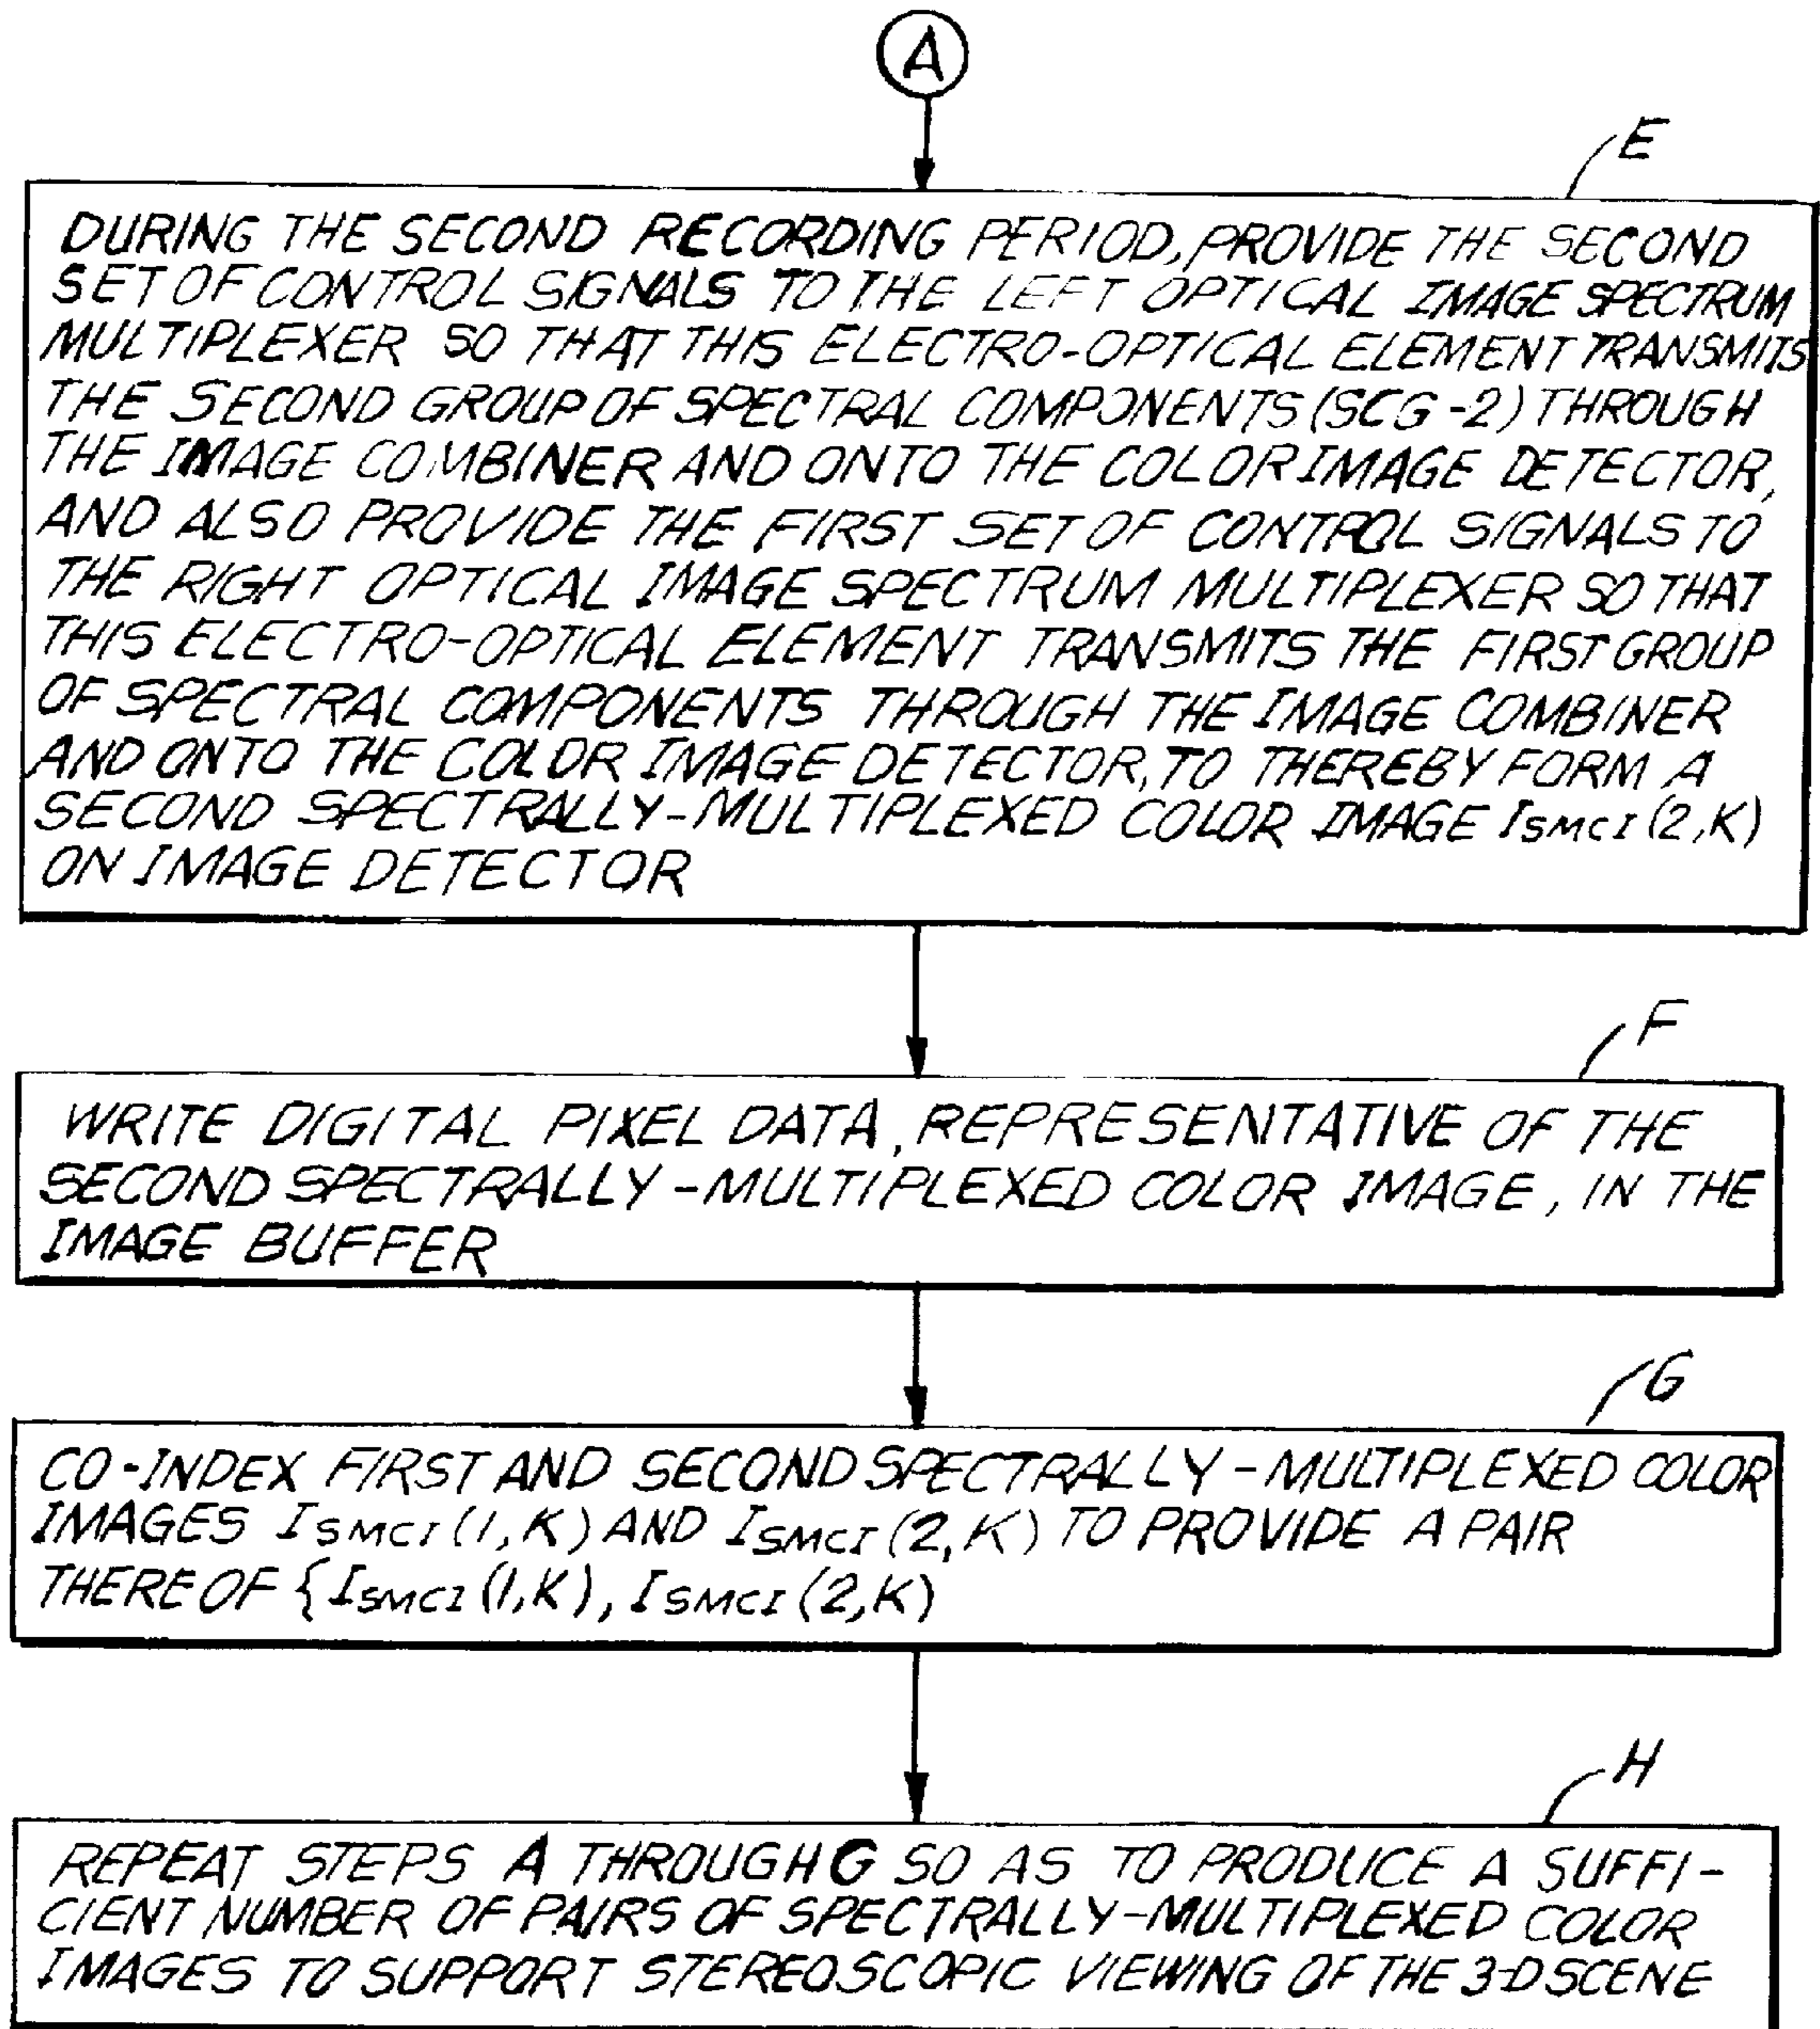 A
E
DURING THE SECOND RECORDING PERIOD, PROVIDE THE SECOND
SET OF CONTROL SIGNALS TO THE LEFT OPTICAL IMAGE SPECTRUM
MULTIPLEXER SO THAT THIS ELECTRO-OPTICAL ELEMENT TRANSMITS
THE SECOND GROUP OF SPECTRAL COMPONENTS (SCG-2) THROUGH
THE IMAGE COMBINER AND ONTO THE COLOR IMAGE DETECTOR,
AND ALSO PROVIDE THE FIRST SET OF CONTROL SIGNALS TO
THE RIGHT OPTICAL IMAGE SPECTRUM MULTIPLEXER SO THAT
THIS ELECTRO-OPTICAL ELEMENT TRANSMITS THE FIRST GROUP
OF SPECTRAL COMPONENTS THROUGH THE IMAGE COMBINER
AND ONTO THE COLOR IMAGE DETECTOR, TO THEREBY FORM A
SECOND SPECTRALLY-MULTIPLEXED COLOR IMAGE ISMCI (2,K)
ON IMAGE DETECTOR
F
WRITE DIGITAL PIXEL DATA, REPRESENTATIVE OF THE
SECOND SPECTRALLY-MULTIPLEXED COLOR IMAGE, IN THE
IMAGE BUFFER
G
CO-INDEX FIRST AND SECOND SPECTRALLY-MULTIPLEXED COLOR
IMAGES ISMCI (1,K) AND ISMCI (2,K) TO PROVIDE A PAIR
THEREOF {ISMCI (1,K), ISMCI (2,K)
H
REPEAT STEPS A THROUGH G SO AS TO PRODUCE A SUFFI-
CIENT NUMBER OF PAIRS OF SPECTRALLY-MULTIPLEXED COLOR
IMAGES TO SUPPORT STEREOSCOPIC VIEWING OF THE 3-D SCENE